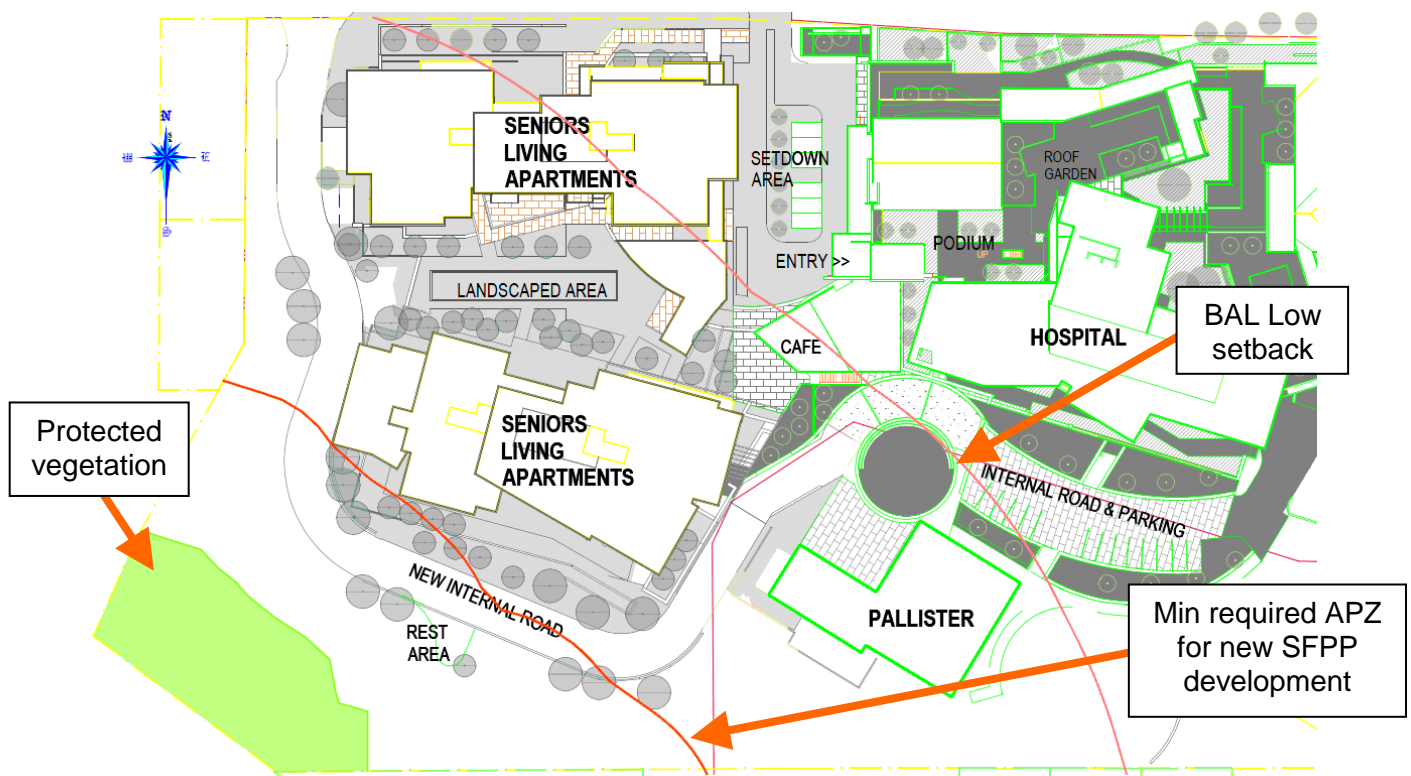 N
SENIORS
LIVING
APARTMENTS
SETDOWN
AREA
ROOF
GARDEN
PODIUM
UP
ENTRY >>
LANDSCAPED AREA
CAFE
HOSPITAL
BAL Low
setback
Protected
vegetation
SENIORS
LIVING
APARTMENTS
INTERNAL ROAD & PARKING
NEW INTERNAL ROAD
REST
AREA
PALLISTER
Min required APZ
for new SFPP
development